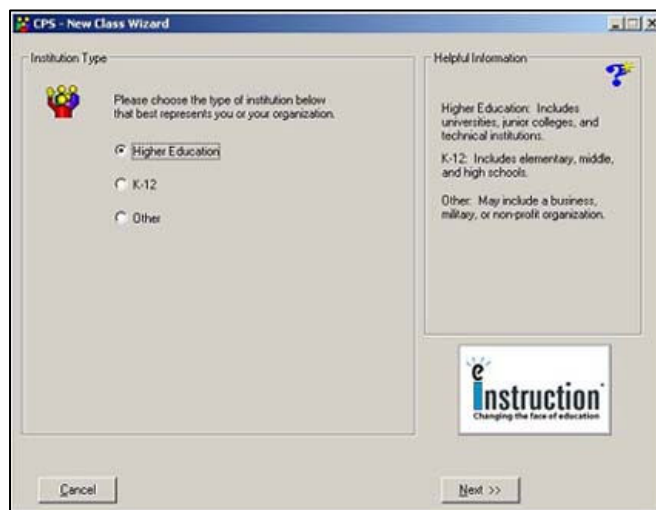 CPS - New Class Wizard
Institution Type
Please choose the type of institution below
that best represents you or your organization.
Higher Education
K-12
Other
Helpful Information
Higher Education: Includes
universities, junior colleges, and
technical institutions.
K-12: Includes elementary, middle,
and high schools.
Other: May include a business,
military, or non-profit organization.
eInstruction
Changing the face of education
Cancel
Next >>